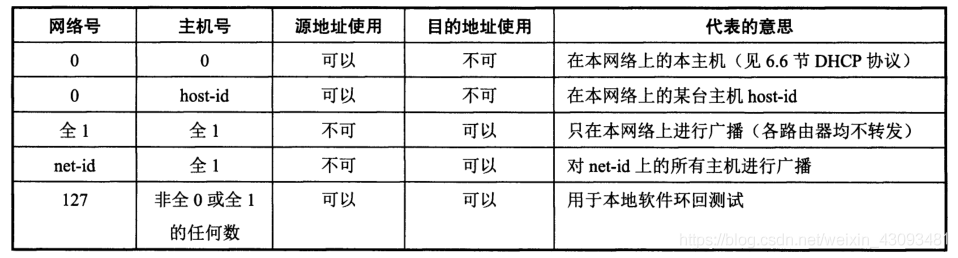 网络号 主机号 源地址使用 目的地址使用 代表的意思
0 0 可以 不可 在本网络上的本主机（见 6.6 节 DHCP 协议）
0 host-id 可以 不可 在本网络上的某台主机 host-id
全 1 全 1 不可 可以 只在本网络上进行广播（各路由器均不转发）
net-id 全 1 不可 可以 对 net-id 上的所有主机进行广播
127 非全 0 或全 1 可以 可以 用于本地软件环回测试
的任何数
https://blog.csdn.net/weixin_43093481